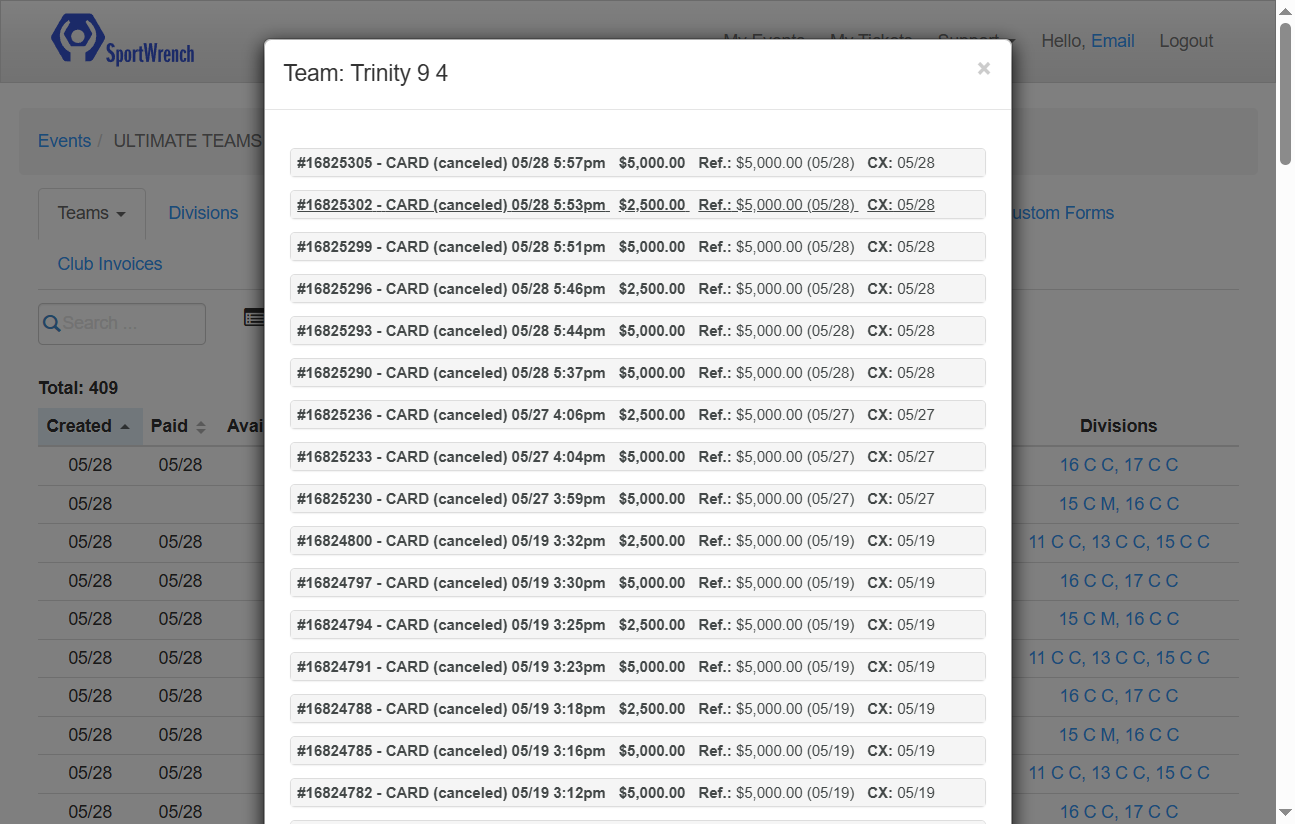 SportWrench
My Events My Tickets Support Hello, Email Logout
Team: Trinity 9 4 ×
Events / ULTIMATE TEAMS
Teams Divisions ustom Forms
Club Invoices
Search ...
Total: 409
Created Paid Avai Divisions
05/28 05/28 16 C C, 17 C C
05/28 15 C M, 16 C C
05/28 05/28 11 C C, 13 C C, 15 C C
05/28 05/28 16 C C, 17 C C
05/28 05/28 15 C M, 16 C C
05/28 05/28 11 C C, 13 C C, 15 C C
05/28 05/28 16 C C, 17 C C
05/28 05/28 15 C M, 16 C C
05/28 05/28 11 C C, 13 C C, 15 C C
05/28 05/28 16 C C, 17 C C
#16825305 - CARD (canceled) 05/28 5:57pm $5,000.00 Ref.: $5,000.00 (05/28) CX: 05/28
#16825302 - CARD (canceled) 05/28 5:53pm $2,500.00 Ref.: $5,000.00 (05/28) CX: 05/28
#16825299 - CARD (canceled) 05/28 5:51pm $5,000.00 Ref.: $5,000.00 (05/28) CX: 05/28
#16825296 - CARD (canceled) 05/28 5:46pm $2,500.00 Ref.: $5,000.00 (05/28) CX: 05/28
#16825293 - CARD (canceled) 05/28 5:44pm $5,000.00 Ref.: $5,000.00 (05/28) CX: 05/28
#16825290 - CARD (canceled) 05/28 5:37pm $5,000.00 Ref.: $5,000.00 (05/28) CX: 05/28
#16825236 - CARD (canceled) 05/27 4:06pm $2,500.00 Ref.: $5,000.00 (05/27) CX: 05/27
#16825233 - CARD (canceled) 05/27 4:04pm $5,000.00 Ref.: $5,000.00 (05/27) CX: 05/27
#16825230 - CARD (canceled) 05/27 3:59pm $5,000.00 Ref.: $5,000.00 (05/27) CX: 05/27
#16824800 - CARD (canceled) 05/19 3:32pm $2,500.00 Ref.: $5,000.00 (05/19) CX: 05/19
#16824797 - CARD (canceled) 05/19 3:30pm $5,000.00 Ref.: $5,000.00 (05/19) CX: 05/19
#16824794 - CARD (canceled) 05/19 3:25pm $2,500.00 Ref.: $5,000.00 (05/19) CX: 05/19
#16824791 - CARD (canceled) 05/19 3:23pm $5,000.00 Ref.: $5,000.00 (05/19) CX: 05/19
#16824788 - CARD (canceled) 05/19 3:18pm $2,500.00 Ref.: $5,000.00 (05/19) CX: 05/19
#16824785 - CARD (canceled) 05/19 3:16pm $5,000.00 Ref.: $5,000.00 (05/19) CX: 05/19
#16824782 - CARD (canceled) 05/19 3:12pm $5,000.00 Ref.: $5,000.00 (05/19) CX: 05/19